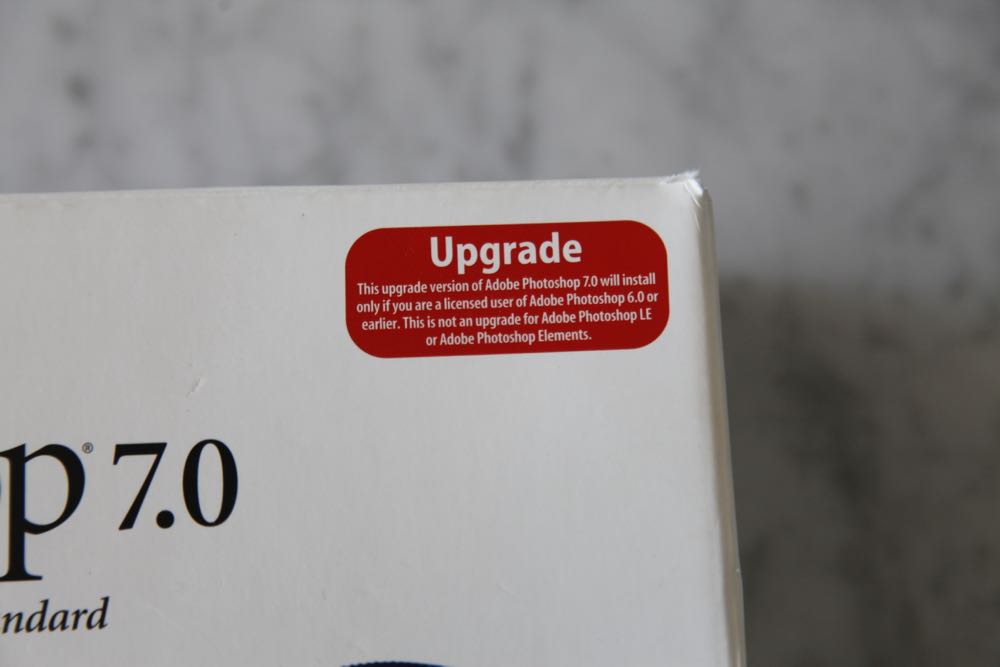 Upgrade
This upgrade version of Adobe Photoshop 7.0 will install
only if you are a licensed user of Adobe Photoshop 6.0 or
earlier. This is not an upgrade for Adobe Photoshop LE
or Adobe Photoshop Elements.
p® 7.0
ndard